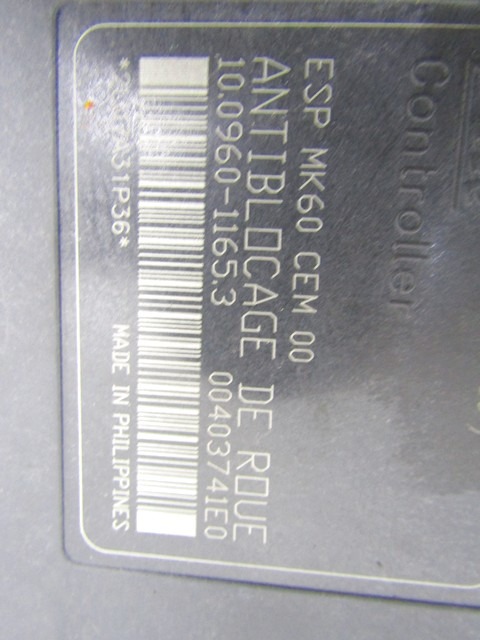 Controller
ESP MK60 CEM 00
ANTIBLOCAGE DE ROUE
10.0960-1165.3 00403741E0
MADE IN PHILIPPINES